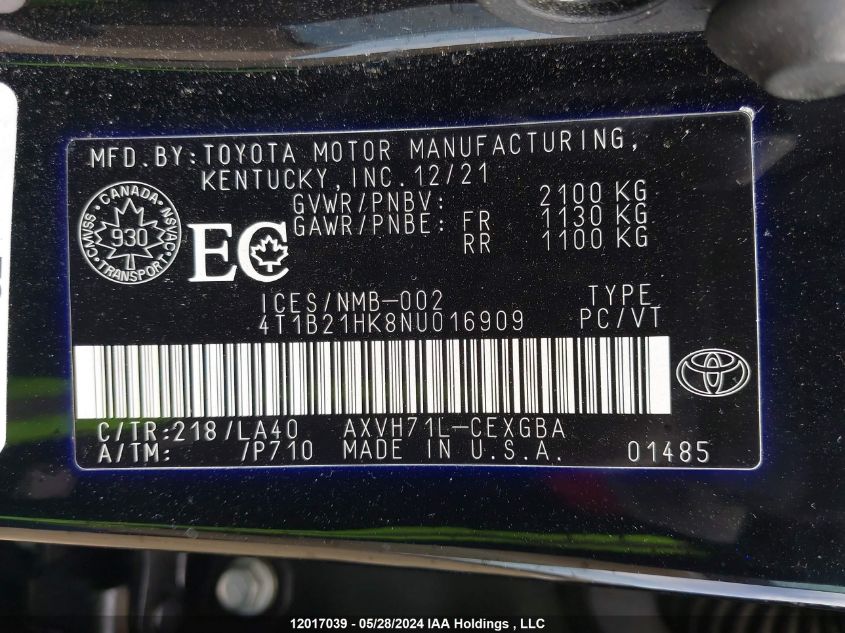 MFD.BY:TOYOTA MOTOR MANUFACTURING,
KENTUCKY,INC.12/21
GVWR/PNBV: 2100 KG
GAWR/PNBE: FR 1130 KG
RR 1100 KG
CANADA
CMVSS 930 NSVAC
TRANSPORT
EC
ICES/NMB-002 TYPE
4T1B21HK8NU016909 PC/VT
C/TR:218/LA40 AXVH71L-CEXGBA
A/TM: /P710 MADE IN U.S.A. 01485
12017039 - 05/28/2024 IAA Holdings , LLC